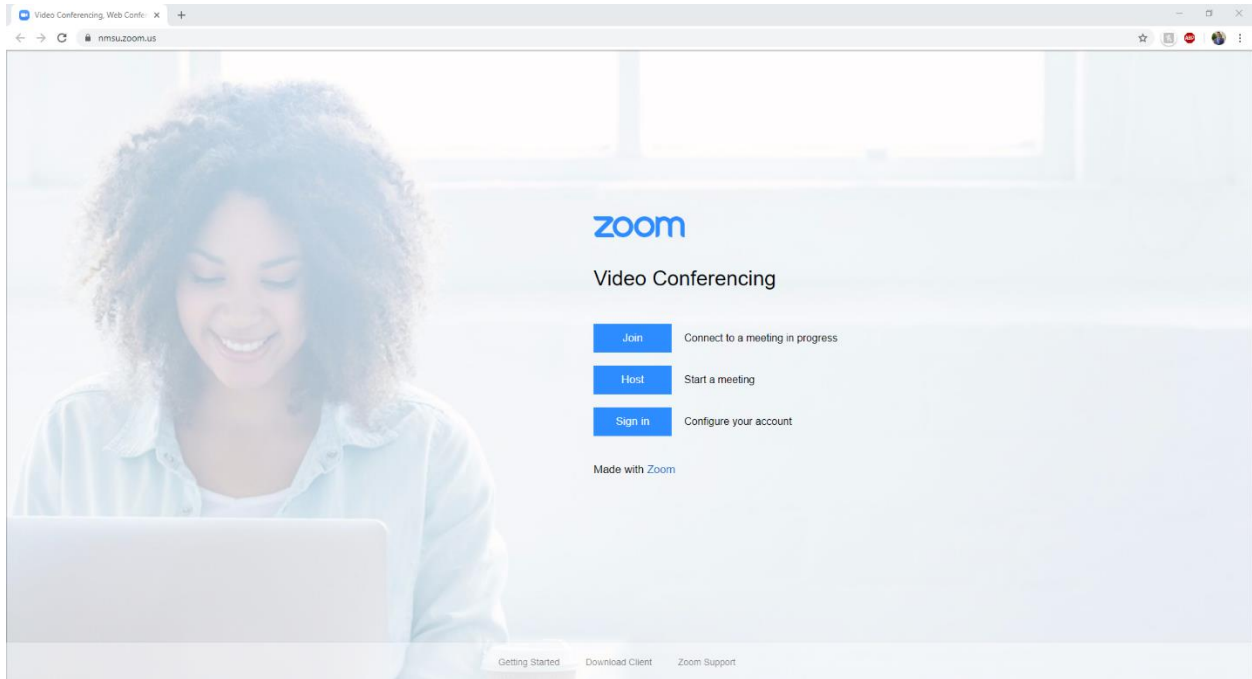 Video Conferencing, Web Confe
nmsu.zoom.us
ABP
zoom
Video Conferencing
Join Connect to a meeting in progress
Host Start a meeting
Sign in Configure your account
Made with Zoom
Getting Started Download Client Zoom Support